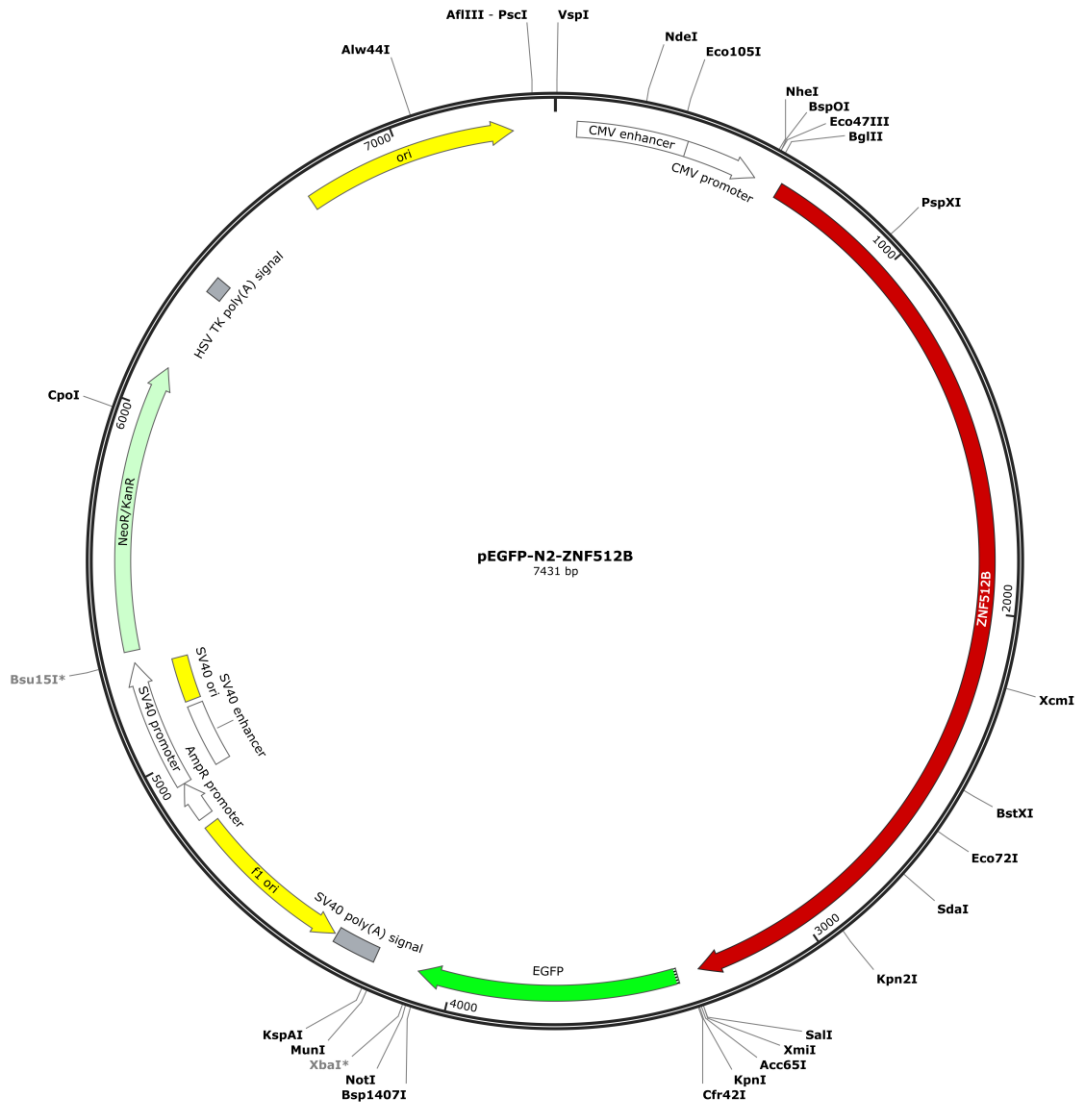 AflIII - PscI
VspI
Alw44I
NdeI
Eco105I
NheI
BspOI
Eco47III
BglII
CMV enhancer
CMV promoter
7000
ori
PspXI
1000
HSV TK poly(A) signal
CpoI
6000
NeoR/KanR
pEGFP-N2-ZNF512B
7431 bp
ZNF512B
2000
Bsu15I*
SV40 ori
SV40 enhancer
SV40 promoter
AmpR promoter
5000
XcmI
BstXI
Eco72I
SdaI
f1 ori
SV40 poly(A) signal
3000
EGFP
Kpn2I
4000
KspAI
MunI
XbaI*
NotI
Bsp1407I
SalI
XmiI
Acc65I
KpnI
Cfr42I